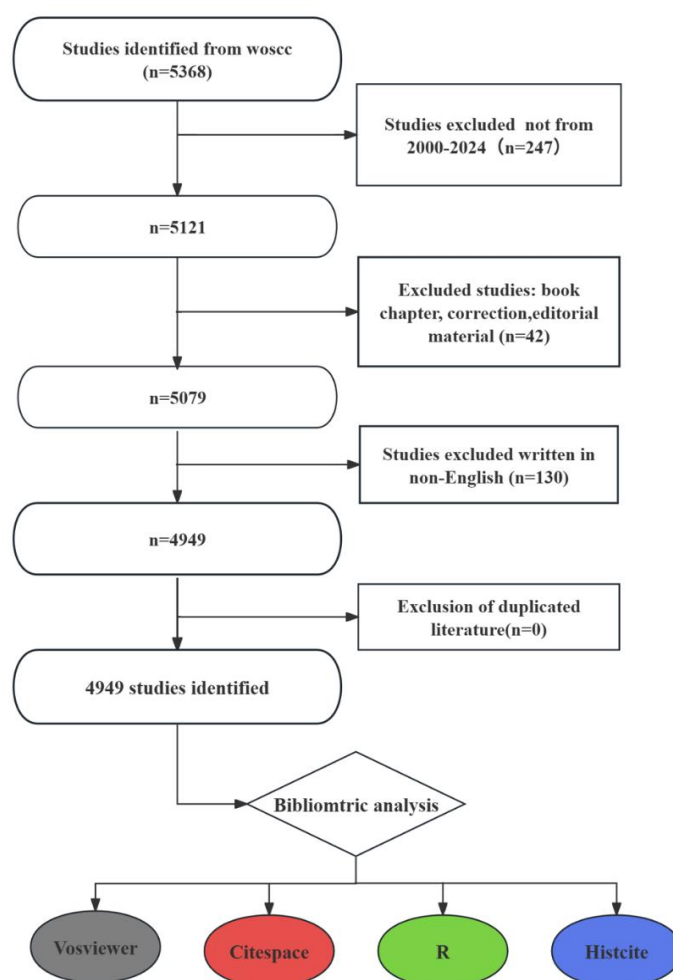 Studies identified from woscc
(n=5368)
Studies excluded  not from
2000-2024（n=247）
n=5121
Excluded studies: book
chapter, correction,editorial
material (n=42)
n=5079
Studies excluded written in
non-English (n=130)
n=4949
Exclusion of duplicated
literature(n=0)
4949 studies identified
Bibliomtric analysis
Vosviewer
Citespace
R
Histcite